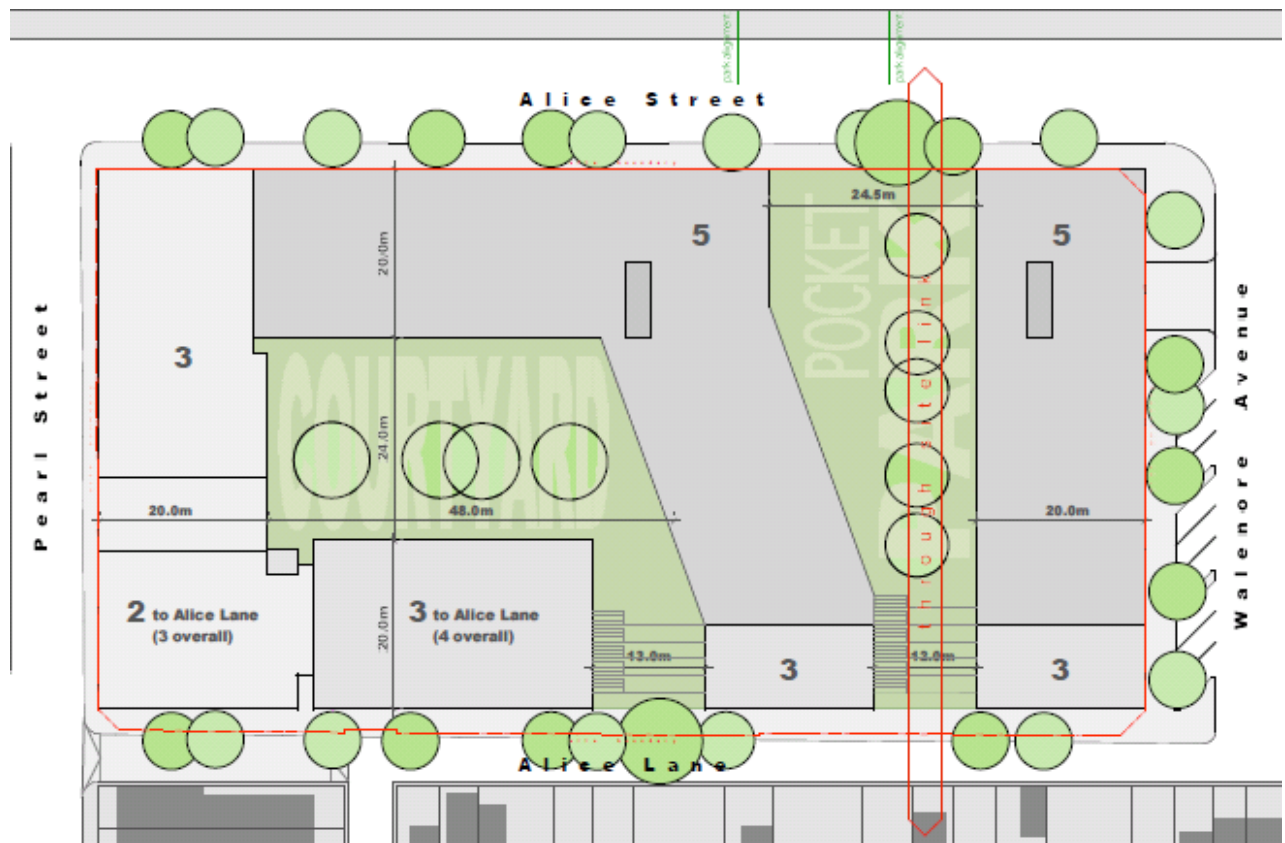 park alignment
park alignment
Alice Street
24.5m
5
5
POCKET
PARK
20.0m
3
through site link
Pearl Street
COURTYARD
24.0m
Walenore Avenue
20.0m
48.0m
20.0m
2 to Alice Lane
(3 overall)
3 to Alice Lane
(4 overall)
20.0m
13.0m
12.0m
3
3
Alice Lane